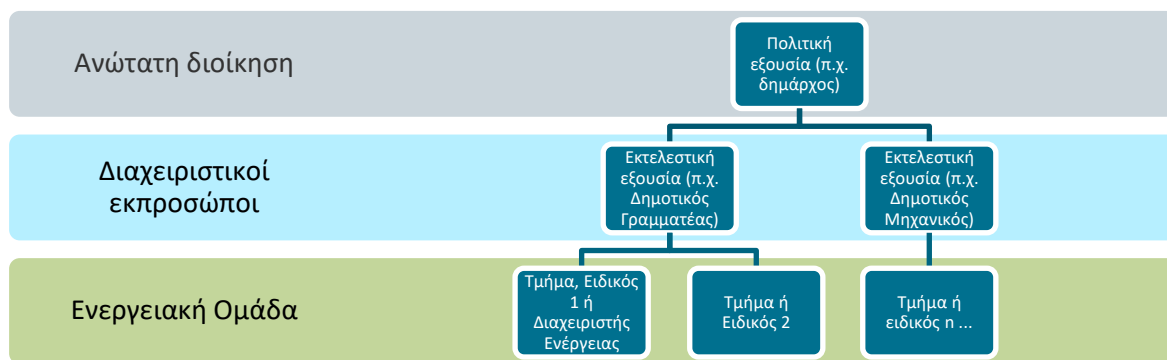 Ανώτατη διοίκηση
Πολιτική
εξουσία (π.χ.
δημάρχος)
Διαχειριστικοί
εκπροσώποι
Εκτελεστική
εξουσία (π.χ.
Δημοτικός
Γραμματέας)
Εκτελεστική
εξουσία (π.χ.
Δημοτικός
Μηχανικός)
Ενεργειακή Ομάδα
Τμήμα, Ειδικός
1 ή
Διαχειριστής
Ενέργειας
Τμήμα ή
Ειδικός 2
Τμήμα ή
ειδικός n ...